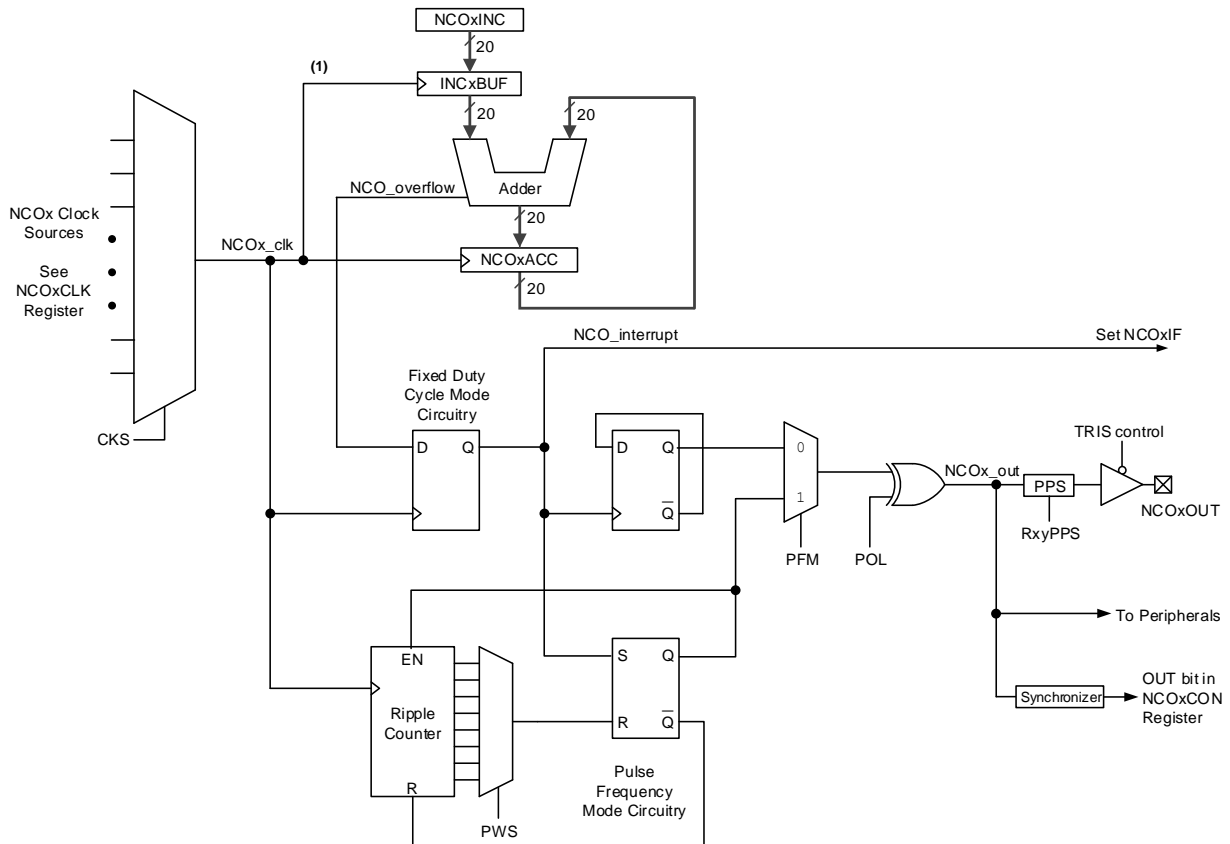 NCOxINC
20
(1)
INCxBUF
20
20
NCO_overflow
Adder
20
NCOx Clock
Sources
See
NCOxCLK
Register
NCOx_clk
NCOxACC
20
CKS
NCO_interrupt
Set NCOxIF
Fixed Duty
Cycle Mode
Circuitry
D Q
D Q
Q
0
1
PFM
POL
NCOx_out
TRIS control
PPS
RxyPPS
NCOxOUT
To Peripherals
EN
Ripple
Counter
R
PWS
S Q
R Q
Pulse
Frequency
Mode Circuitry
Synchronizer
OUT bit in
NCOxCON
Register